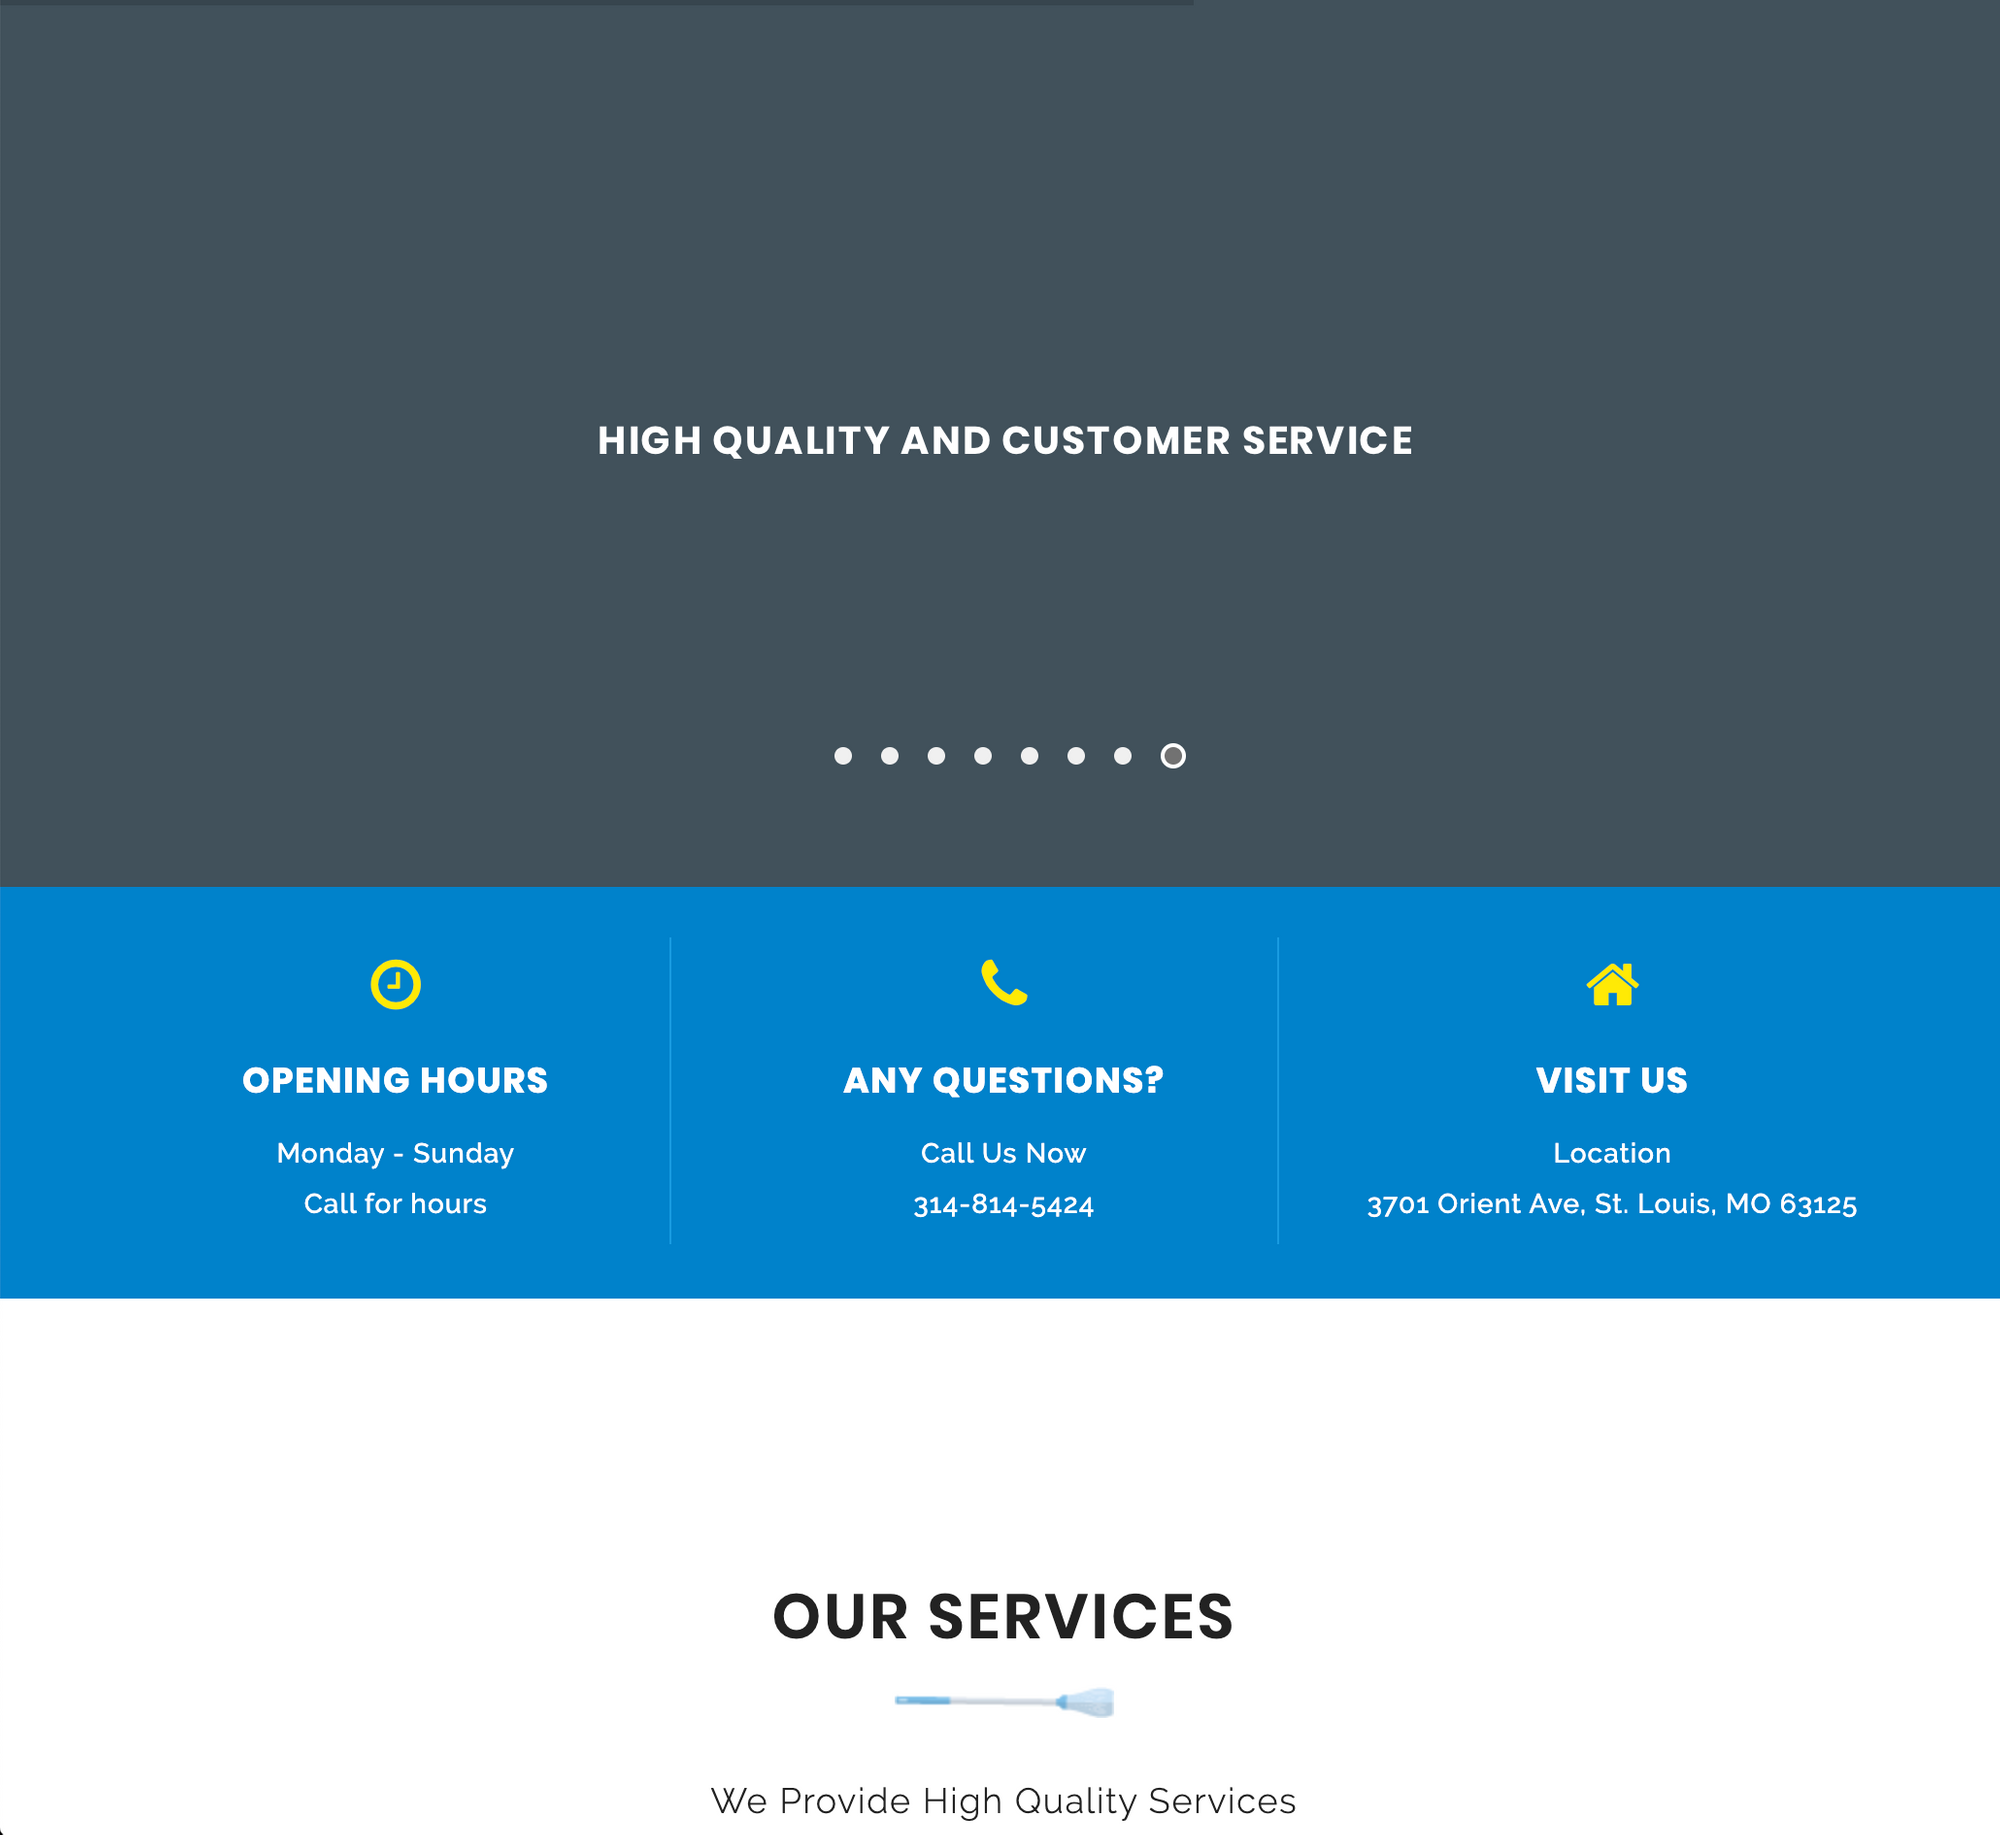 HIGH QUALITY AND CUSTOMER SERVICE
OPENING HOURS
Monday - Sunday
Call for hours
ANY QUESTIONS?
Call Us Now
314-814-5424
VISIT US
Location
3701 Orient Ave, St. Louis, MO 63125
OUR SERVICES
We Provide High Quality Services